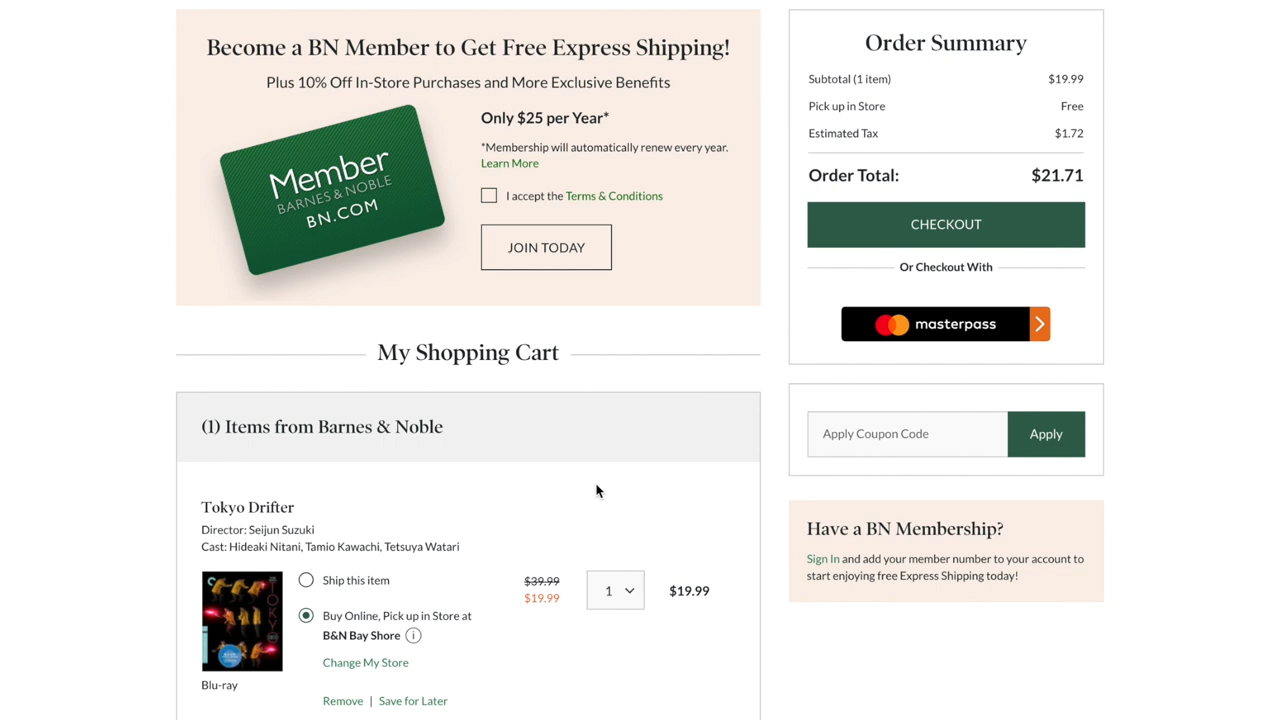 Become a BN Member to Get Free Express Shipping!
Plus 10% Off In-Store Purchases and More Exclusive Benefits
Member
BARNES & NOBLE
BN.COM
Only $25 per Year*
*Membership will automatically renew every year.
Learn More
I accept the Terms & Conditions
JOIN TODAY
My Shopping Cart
(1) Items from Barnes & Noble
Tokyo Drifter
Director: Seijun Suzuki
Cast: Hideaki Nitani, Tamio Kawachi, Tetsuya Watari
TOKYO
Blu-ray
Ship this item
Buy Online, Pick up in Store at
B&N Bay Shore i
Change My Store
Remove | Save for Later
$39.99
$19.99
1
$19.99
Order Summary
Subtotal (1 item) $19.99
Pick up in Store Free
Estimated Tax $1.72
Order Total: $21.71
CHECKOUT
Or Checkout With
masterpass
Apply Coupon Code Apply
Have a BN Membership?
Sign In and add your member number to your account to
start enjoying free Express Shipping today!